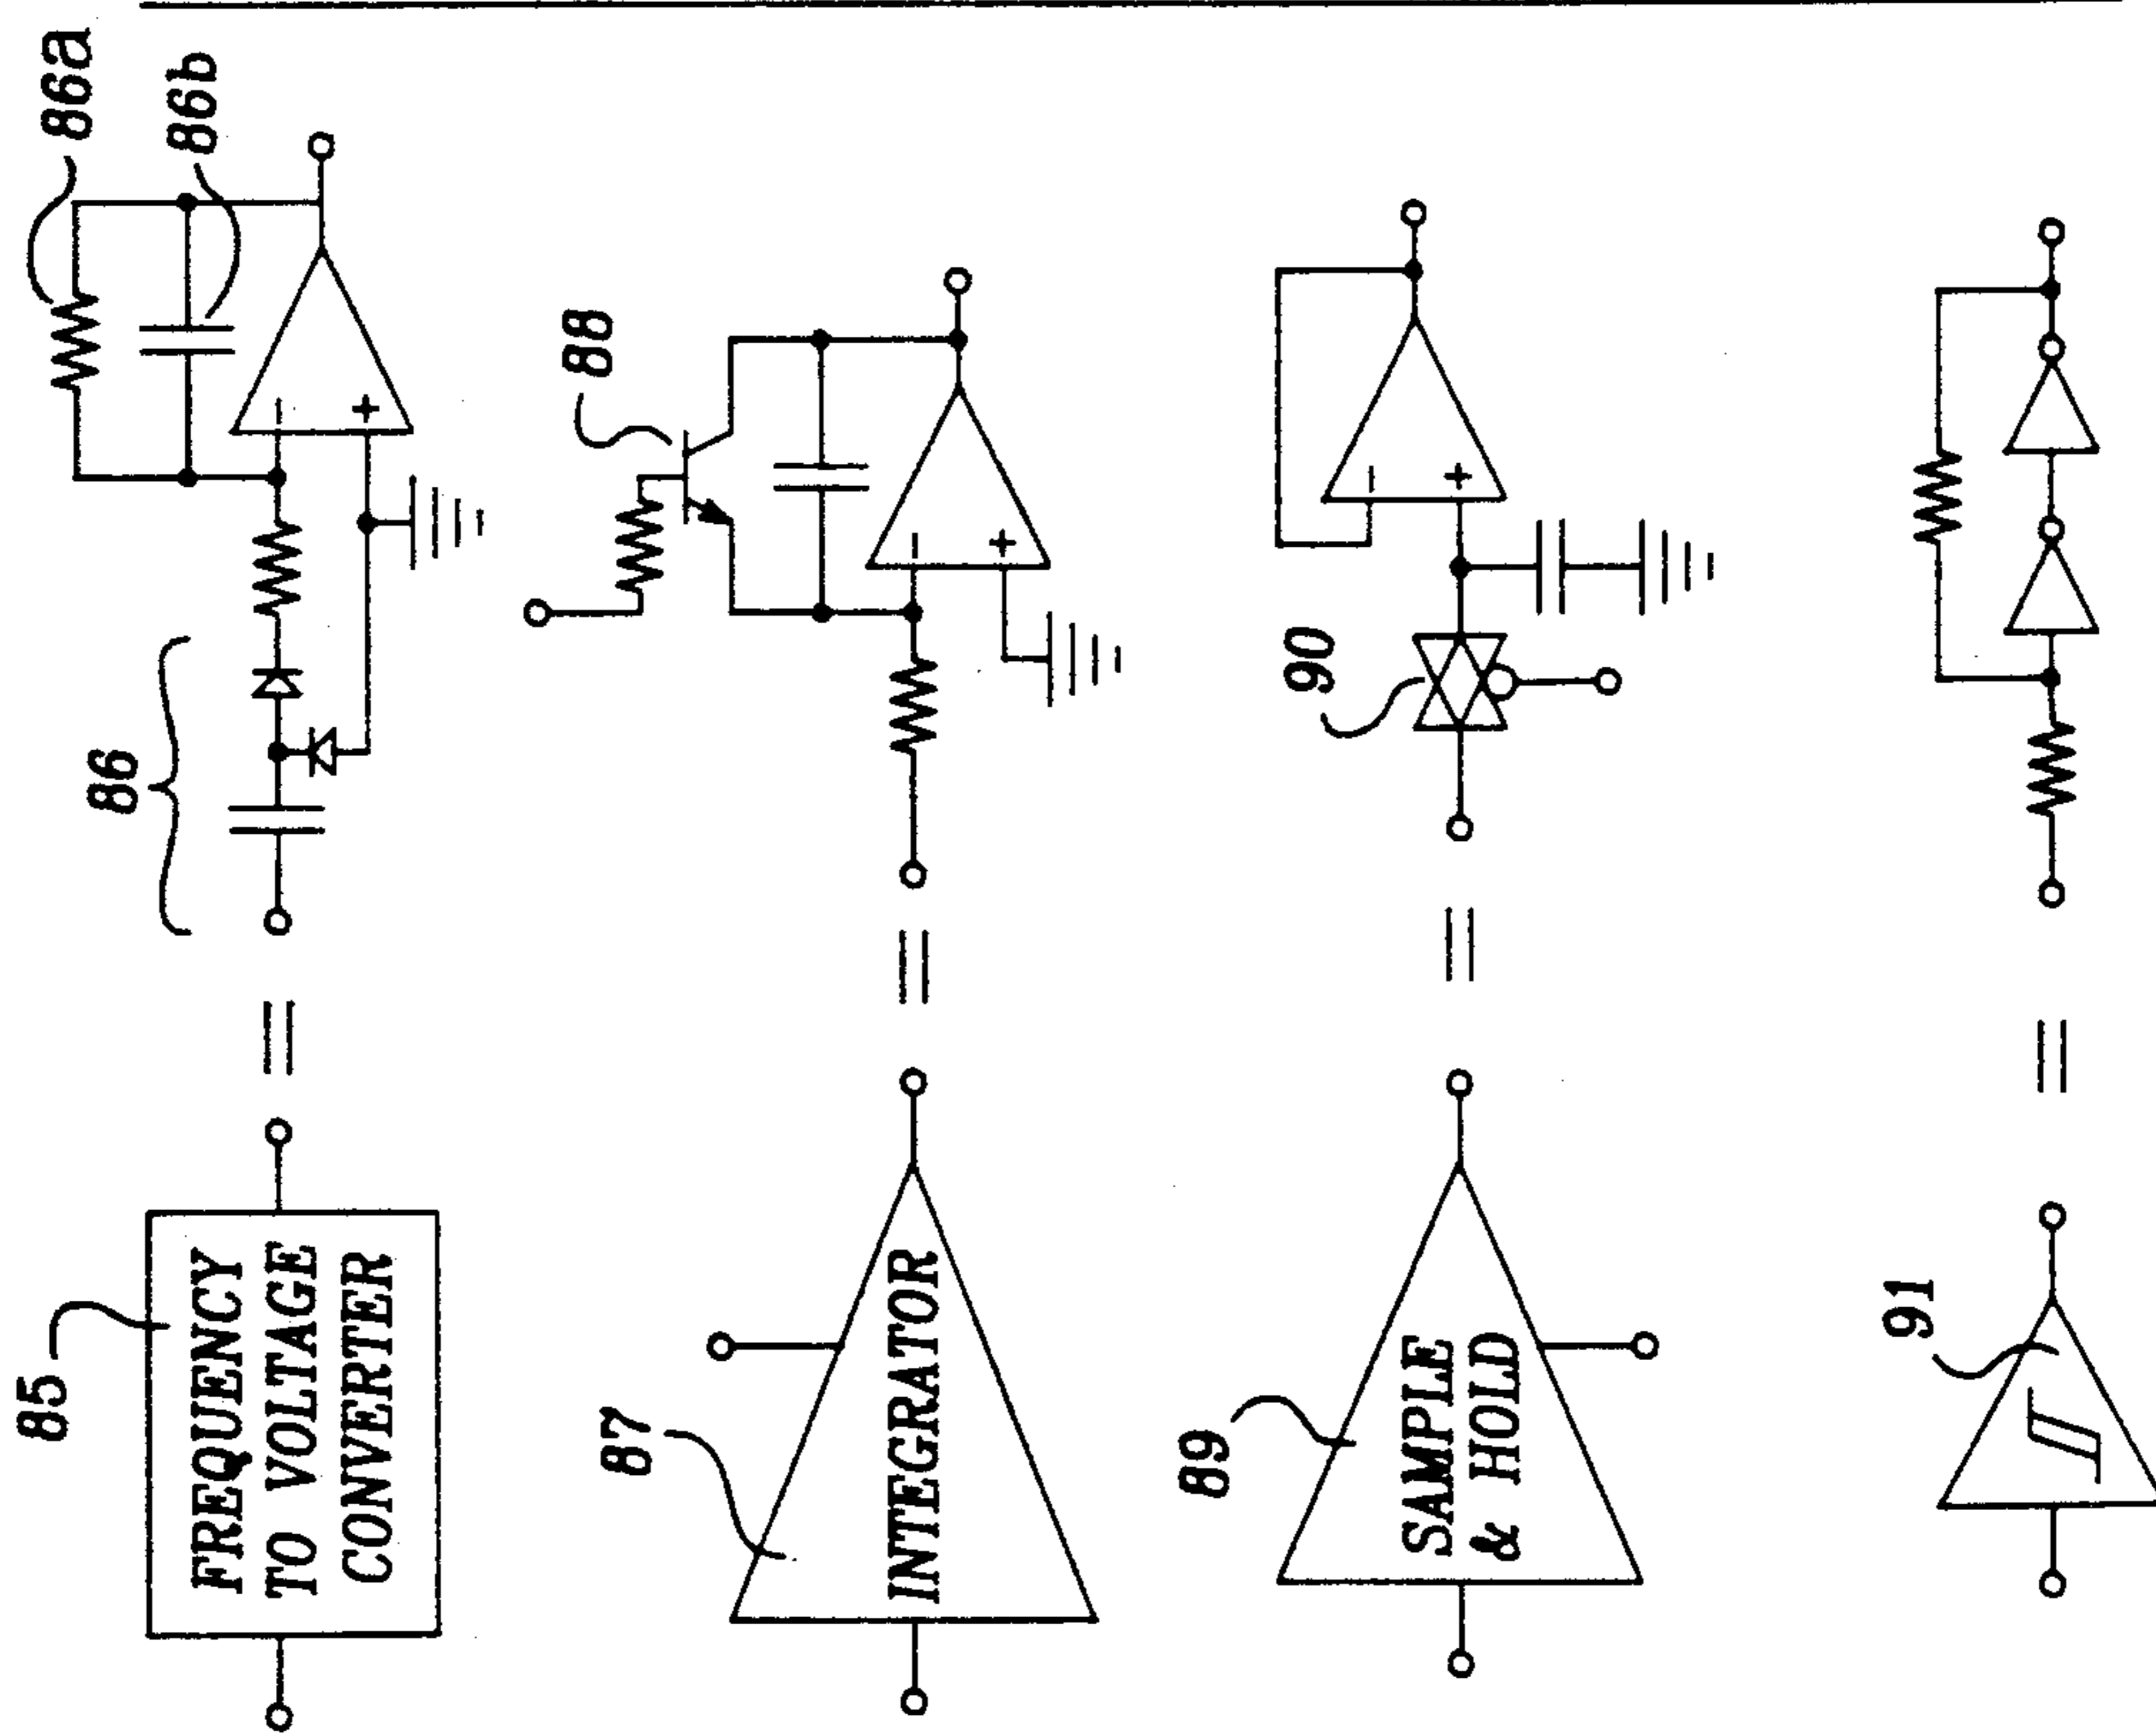 85
FREQUENCY
TO VOLTAGE
CONVERTER
=
86
86a
86b
−
+
87
INTEGRATOR
=
88
−
+
89
SAMPLE
& HOLD
=
90
−
+
91
=